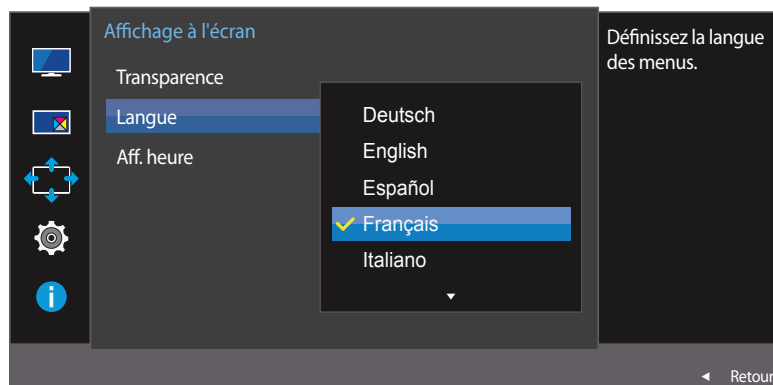 Affichage à l'écran
Transparence
Langue
Aff. heure
Deutsch
English
Español
Français
Italiano
Définissez la langue
des menus.
Retour